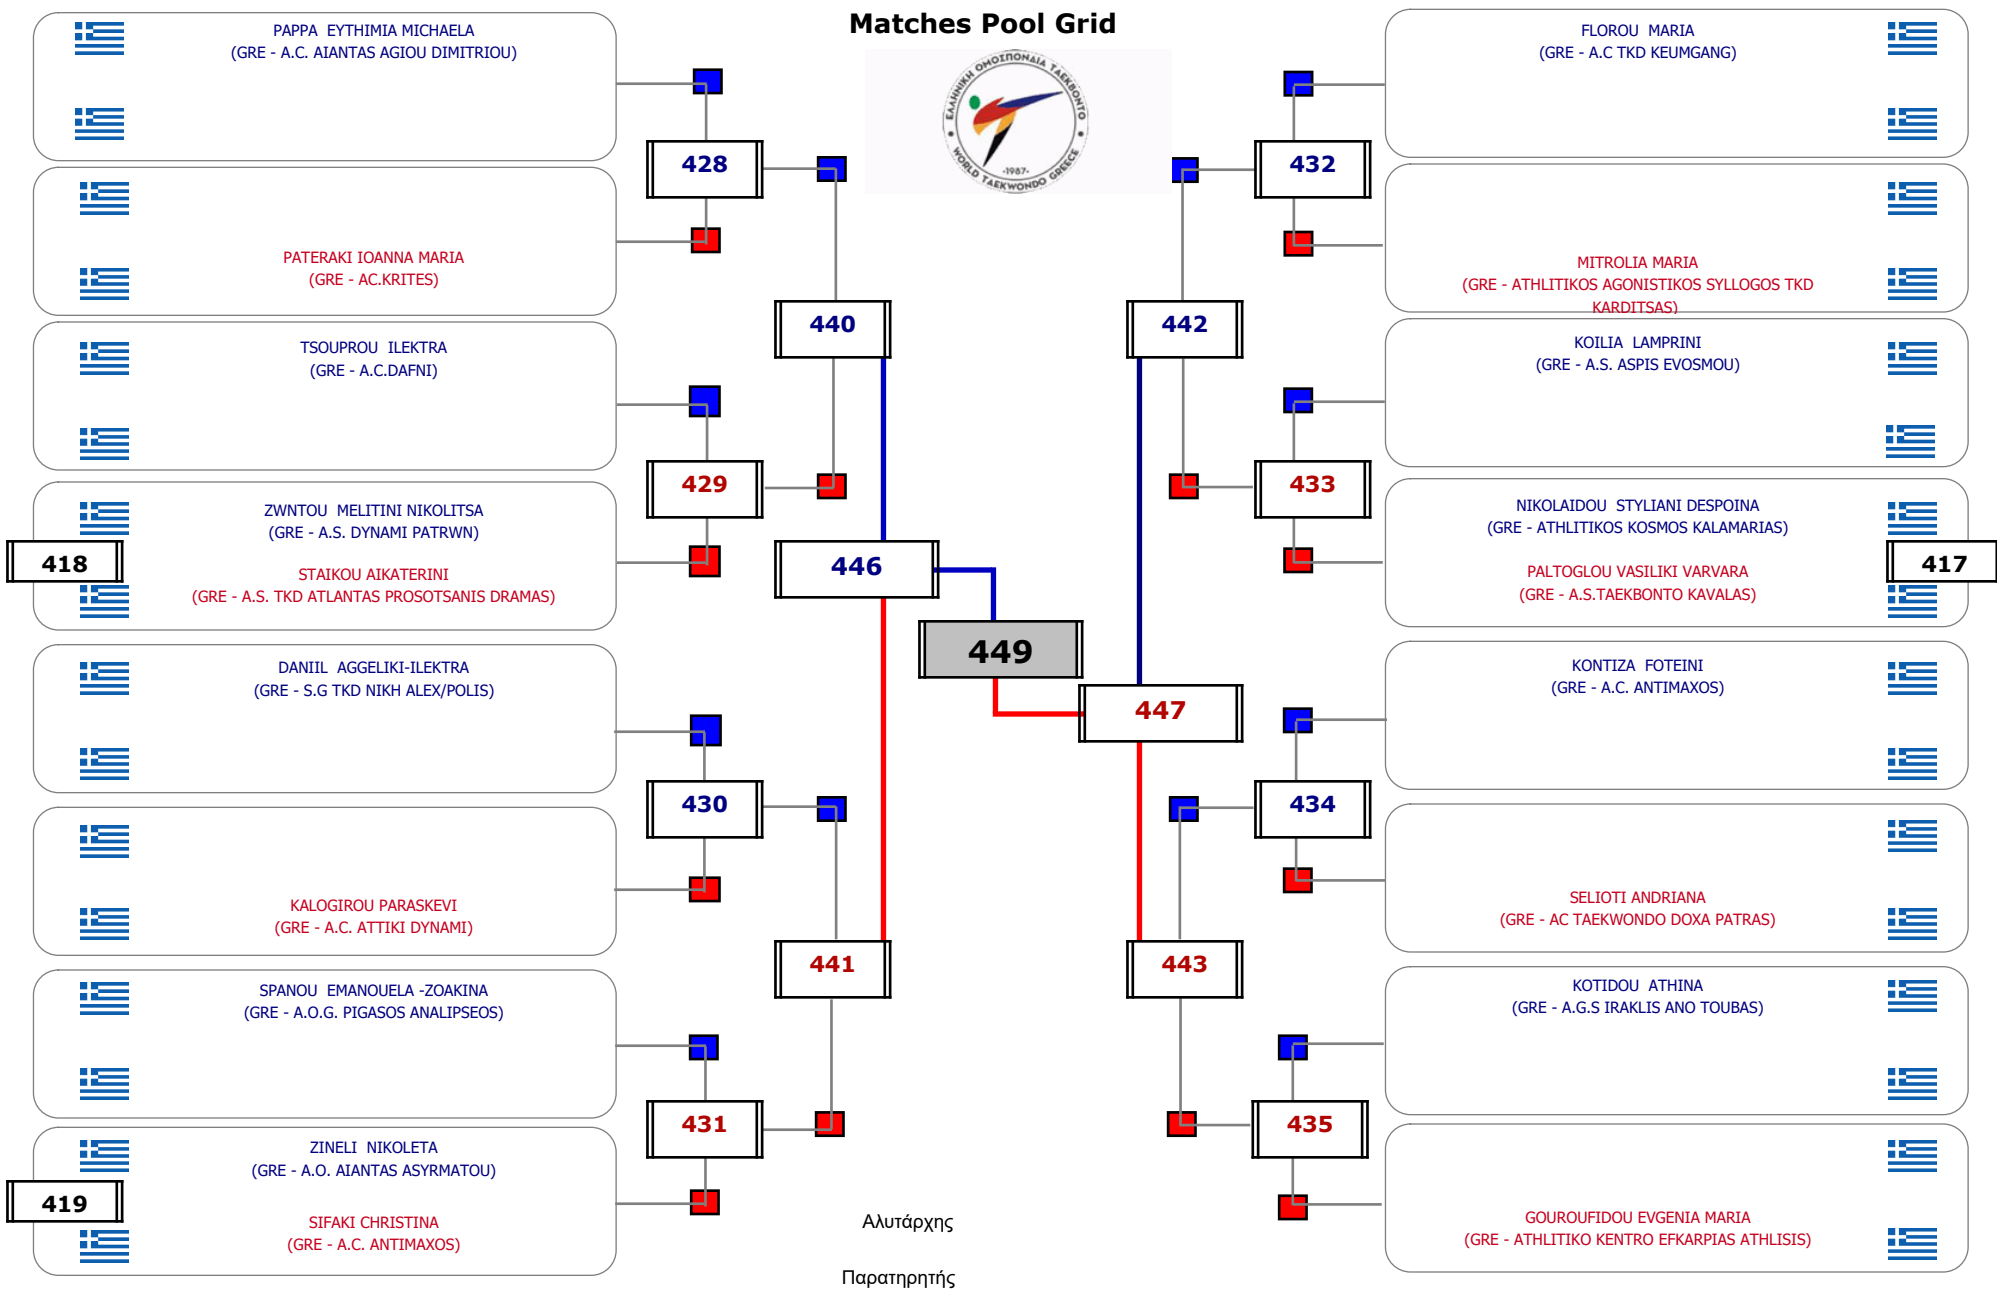 Matches Pool Grid
ΕΛΛΗΝΙΚΗ ΟΜΟΣΠΟΝΔΙΑ ΤΑΕΚΒΟΝΤΟ
-1987-
WORLD TAEKWONDO GREECE
PAPPA EYTHIMIA MICHAELA
(GRE - A.C. AIANTAS AGIOU DIMITRIOU)
428
PATERAKI IOANNA MARIA
(GRE - AC.KRITES)
440
TSOUPROU ILEKTRA
(GRE - A.C.DAFNI)
429
ZWNTOU MELITINI NIKOLITSA
(GRE - A.S. DYNAMI PATRWN)
418
STAIKOU AIKATERINI
(GRE - A.S. TKD ATLANTAS PROSOTSANIS DRAMAS)
446
449
DANIIL AGGELIKI-ILEKTRA
(GRE - S.G TKD NIKH ALEX/POLIS)
430
KALOGIROU PARASKEVI
(GRE - A.C. ATTIKI DYNAMI)
441
SPANOU EMANOUELA -ZOAKINA
(GRE - A.O.G. PIGASOS ANALIPSEOS)
431
ZINELI NIKOLETA
(GRE - A.O. AIANTAS ASYRMATOU)
419
SIFAKI CHRISTINA
(GRE - A.C. ANTIMAXOS)
FLOROU MARIA
(GRE - A.C TKD KEUMGANG)
432
MITROLIA MARIA
(GRE - ATHLITIKOS AGONISTIKOS SYLLOGOS TKD
KARDITSAS)
442
KOILIA LAMPRINI
(GRE - A.S. ASPIS EVOSMOU)
433
NIKOLAIDOU STYLIANI DESPOINA
(GRE - ATHLITIKOS KOSMOS KALAMARIAS)
417
PALTOGLOU VASILIKI VARVARA
(GRE - A.S.TAEKBONTO KAVALAS)
447
KONTIZA FOTEINI
(GRE - A.C. ANTIMAXOS)
434
SELIOTI ANDRIANA
(GRE - AC TAEKWONDO DOXA PATRAS)
443
KOTIDOU ATHINA
(GRE - A.G.S IRAKLIS ANO TOUBAS)
435
GOUROUFIDOU EVGENIA MARIA
(GRE - ATHLITIKO KENTRO EFKARPIAS ATHLISIS)
Αλυτάρχης
Παρατηρητής